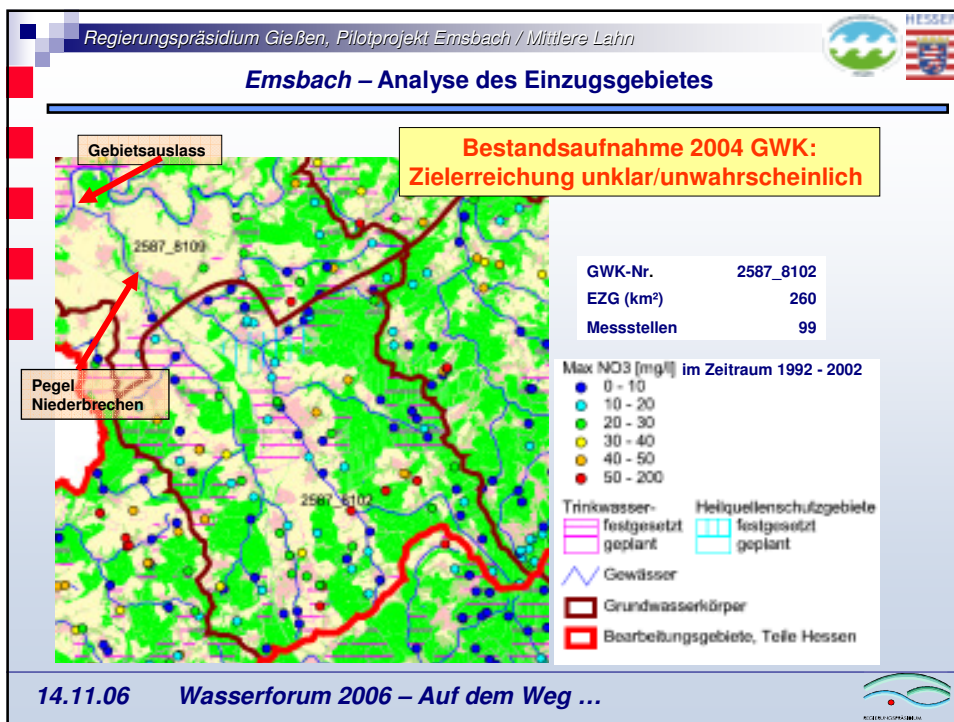 HESSEN
Regierungspräsidium Gießen, Pilotprojekt Emsbach / Mittlere Lahn
Emsbach – Analyse des Einzugsgebietes
Gebietsauslass
Bestandsaufnahme 2004 GWK:
Zielerreichung unklar/unwahrscheinlich
2587_8109
GWK-Nr. 2587_8102
EZG (km²) 260
Messstellen 99
Pegel
Niederbrechen
2587_8102
Max NO3 [mg/l] im Zeitraum 1992 - 2002
0 - 10
10 - 20
20 - 30
30 - 40
40 - 50
50 - 200
Trinkwasser- Heilquellenschutzgebiete
festgesetzt festgesetzt
geplant geplant
Gewässer
Grundwasserkörper
Bearbeitungsgebiete, Teile Hessen
14.11.06 Wasserforum 2006 – Auf dem Weg …
REGIERUNGSPRÄSIDIUM